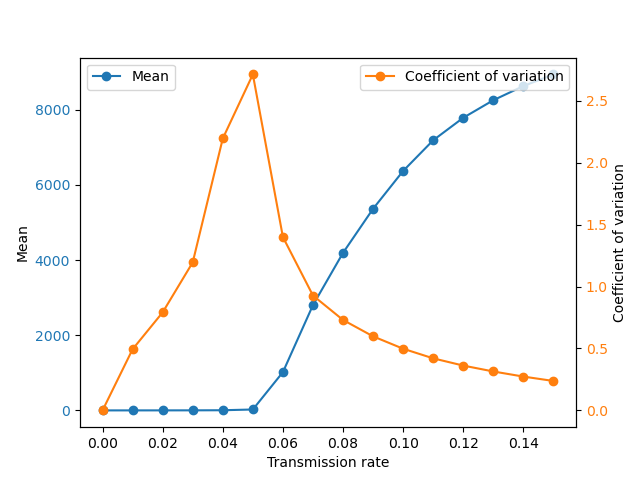 Mean
Coefficient of variation
8000
6000
4000
2000
0
Mean
2.5
2.0
1.5
1.0
0.5
0.0
Coefficient of variation
0.00 0.02 0.04 0.06 0.08 0.10 0.12 0.14
Transmission rate